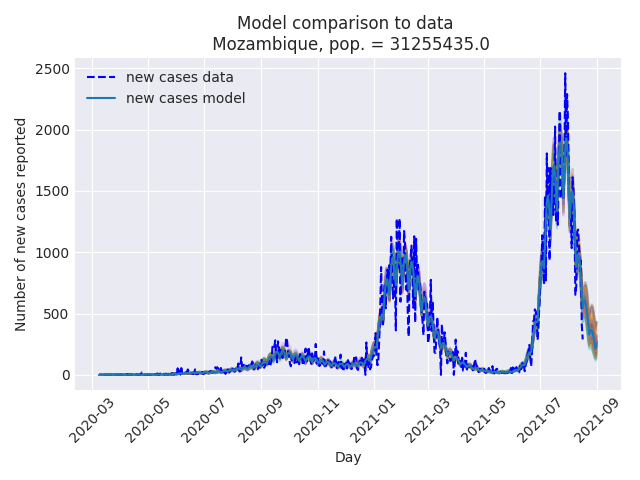 Model comparison to data
Mozambique, pop. = 31255435.0
new cases data
new cases model
Number of new cases reported
2500
2000
1500
1000
500
0
2020-03
2020-05
2020-07
2020-09
2020-11
2021-01
2021-03
2021-05
2021-07
2021-09
Day